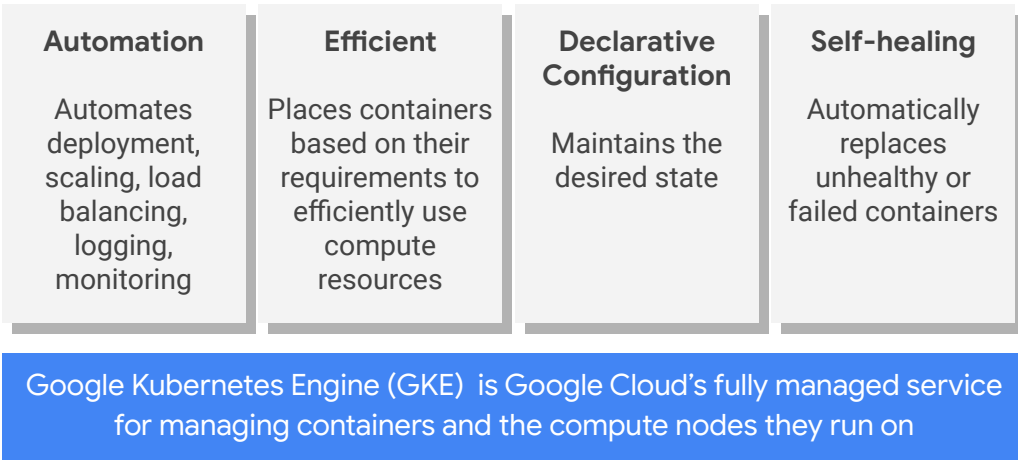 Automation
Automates
deployment,
scaling, load
balancing,
logging,
monitoring
Efficient
Places containers
based on their
requirements to
efficiently use
compute
resources
Declarative
Configuration
Maintains the
desired state
Self-healing
Automatically
replaces
unhealthy or
failed containers
Google Kubernetes Engine (GKE) is Google Cloud’s fully managed service
for managing containers and the compute nodes they run on